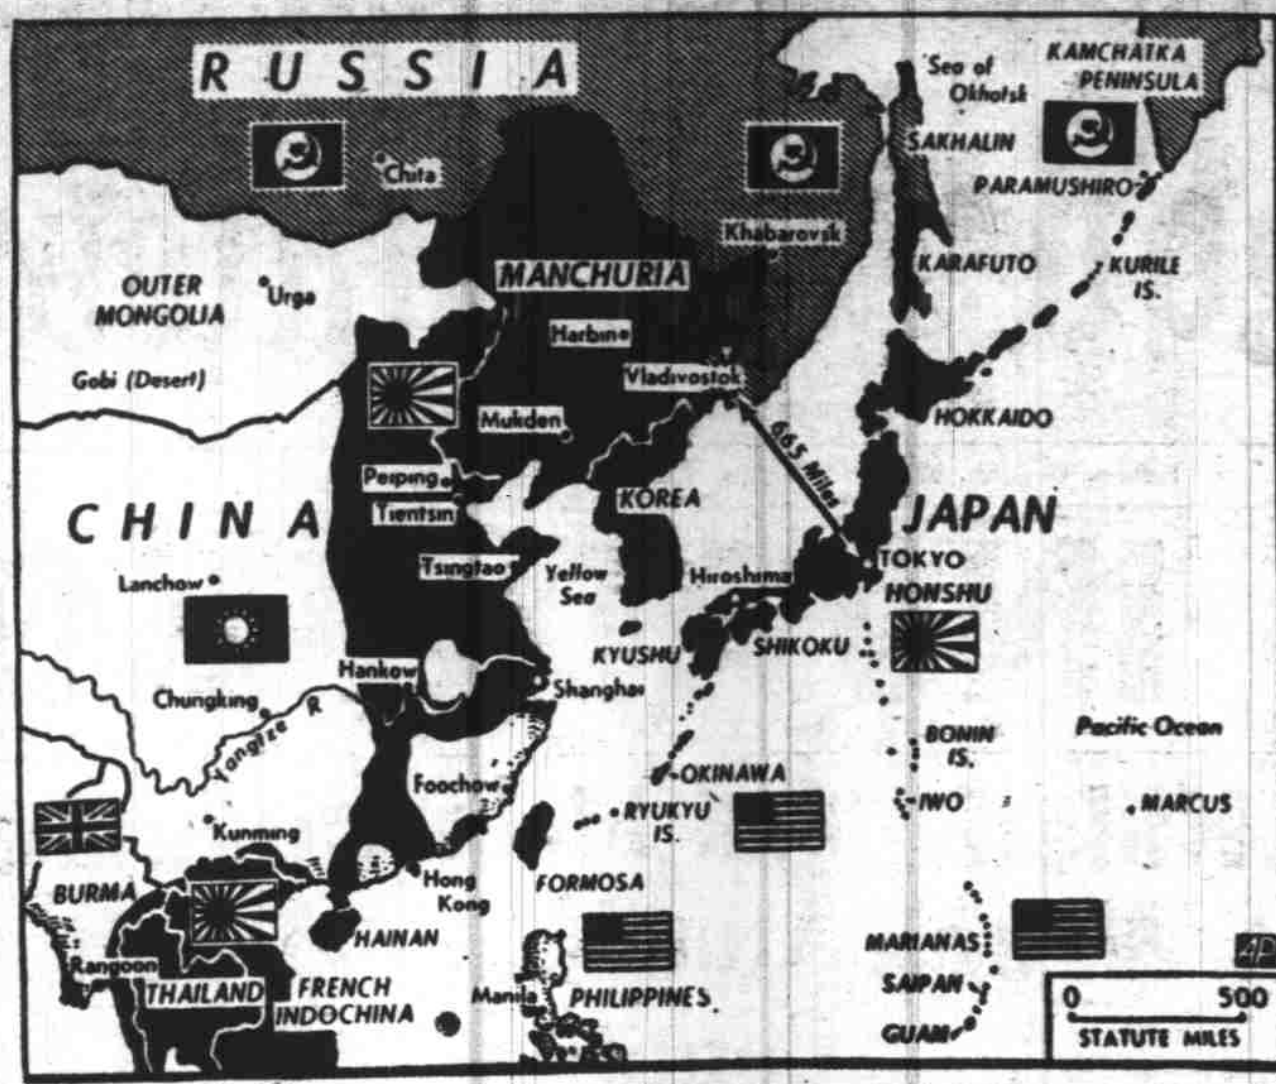 RUSSIA
KAMCHATKA
PENINSULA
Sea of
Okhotsk
SAKHALIN
Chita
PARAMUSHIRO
Khabarovsk
KARAFUTO
KURILE
IS.
MANCHURIA
OUTER
MONGOLIA
Urga
Harbin
Gobi (Desert)
Vladivostok
HOKKAIDO
Mukden
665 Miles
Peiping
Tientsin
KOREA
CHINA
JAPAN
TOKYO
Tsingtao
Yellow
Sea
Hiroshima
HONSHU
Lanchow
KYUSHU
SHIKOKU
Hankow
Shanghai
Chungking
Yangtze R
BONIN
IS.
Pacific Ocean
OKINAWA
Foochow
RYUKYU
IS.
IWO
MARCUS
Kunming
Hong
Kong
FORMOSA
BURMA
HAINAN
MARIANAS
Rangoon
THAILAND
FRENCH
INDOCHINA
Manila
PHILIPPINES
SAIPAN
GUAM
AP
0 500
STATUTE MILES